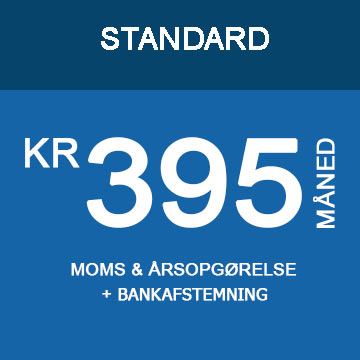 STANDARD
KR 395 MÅNED
MOMS & ÅRSOPGØRELSE
+ BANKAFSTEMNING